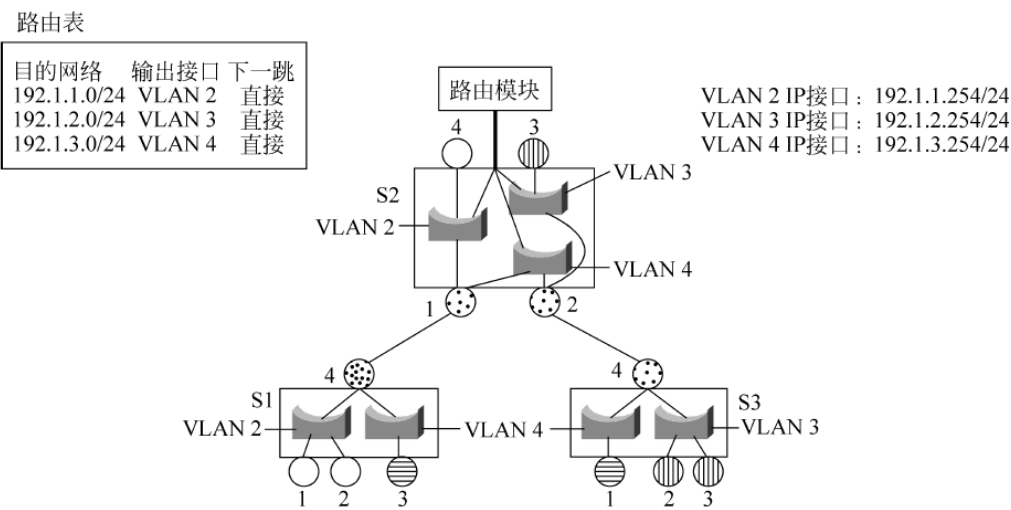 路由表
目的网络 输出接口 下一跳
192.1.1.0/24 VLAN 2 直接
192.1.2.0/24 VLAN 3 直接
192.1.3.0/24 VLAN 4 直接
路由模块
VLAN 2 IP接口：192.1.1.254/24
VLAN 3 IP接口：192.1.2.254/24
VLAN 4 IP接口：192.1.3.254/24
4 3
S2
VLAN 3
VLAN 2
VLAN 4
1 2
4 4
S1 S3
VLAN 2 VLAN 4 VLAN 3
1 2 3 1 2 3